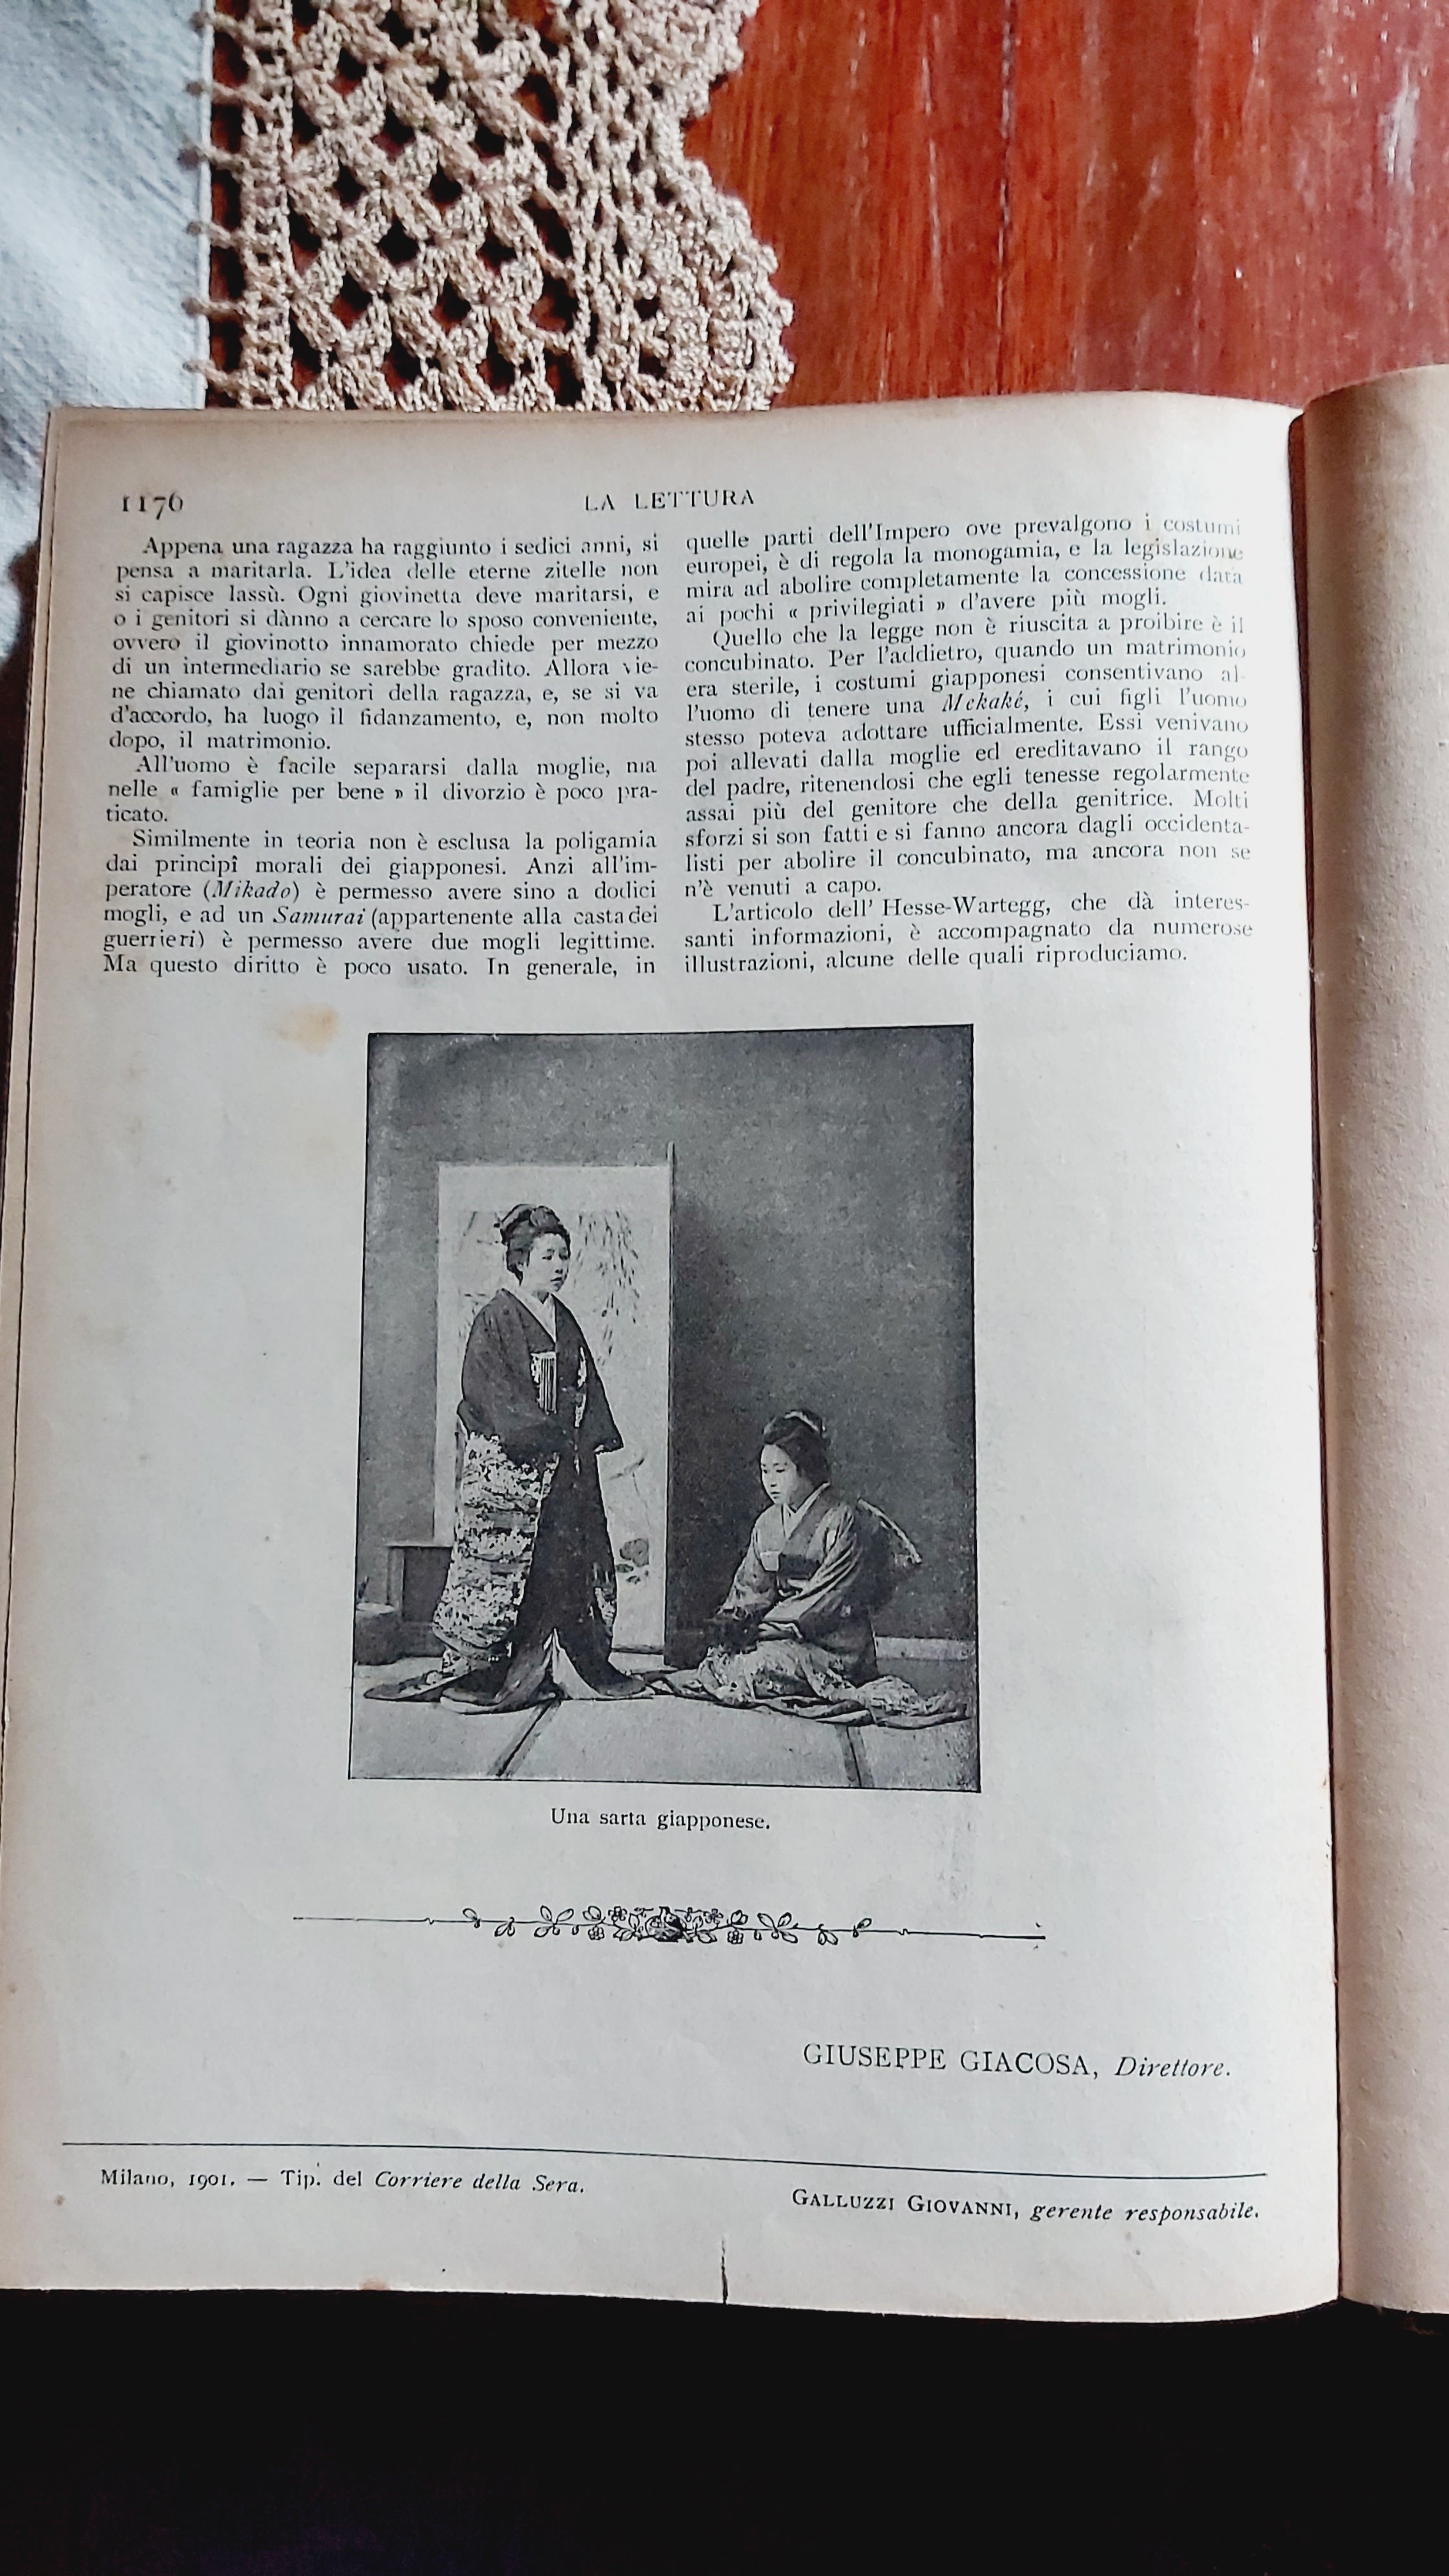 1176
LA LETTURA
Appena una ragazza ha raggiunto i sedici anni, si
pensa a maritarla. L'idea delle eterne zitelle non
si capisce lassù. Ogni giovinetta deve maritarsi, e
o i genitori si dànno a cercare lo sposo conveniente,
ovvero il giovinotto innamorato chiede per mezzo
di un intermediario se sarebbe gradito. Allora vie-
ne chiamato dai genitori della ragazza, e, se si va
d'accordo, ha luogo il fidanzamento, e, non molto
dopo, il matrimonio.
All'uomo è facile separarsi dalla moglie, ma
nelle « famiglie per bene » il divorzio è poco pra-
ticato.
Similmente in teoria non è esclusa la poligamia
dai principî morali dei giapponesi. Anzi all'im-
peratore (Mikado) è permesso avere sino a dodici
mogli, e ad un Samurai (appartenente alla casta dei
guerrieri) è permesso avere due mogli legittime.
Ma questo diritto è poco usato. In generale, in
quelle parti dell'Impero ove prevalgono i costumi
europei, è di regola la monogamia, e la legislazione
mira ad abolire completamente la concessione data
ai pochi « privilegiati » d'avere più mogli.
Quello che la legge non è riuscita a proibire è il
concubinato. Per l'addietro, quando un matrimonio
era sterile, i costumi giapponesi consentivano al-
l'uomo di tenere una Mekaké, i cui figli l'uomo
stesso poteva adottare ufficialmente. Essi venivano
poi allevati dalla moglie ed ereditavano il rango
del padre, ritenendosi che egli tenesse regolarmente
assai più del genitore che della genitrice. Molti
sforzi si son fatti e si fanno ancora dagli occidenta-
listi per abolire il concubinato, ma ancora non se
n'è venuti a capo.
L'articolo dell' Hesse-Wartegg, che dà interes-
santi informazioni, è accompagnato da numerose
illustrazioni, alcune delle quali riproduciamo.
Una sarta giapponese.
GIUSEPPE GIACOSA, Direttore.
Milano, 1901. — Tip. del Corriere della Sera.
GALLUZZI GIOVANNI, gerente responsabile.